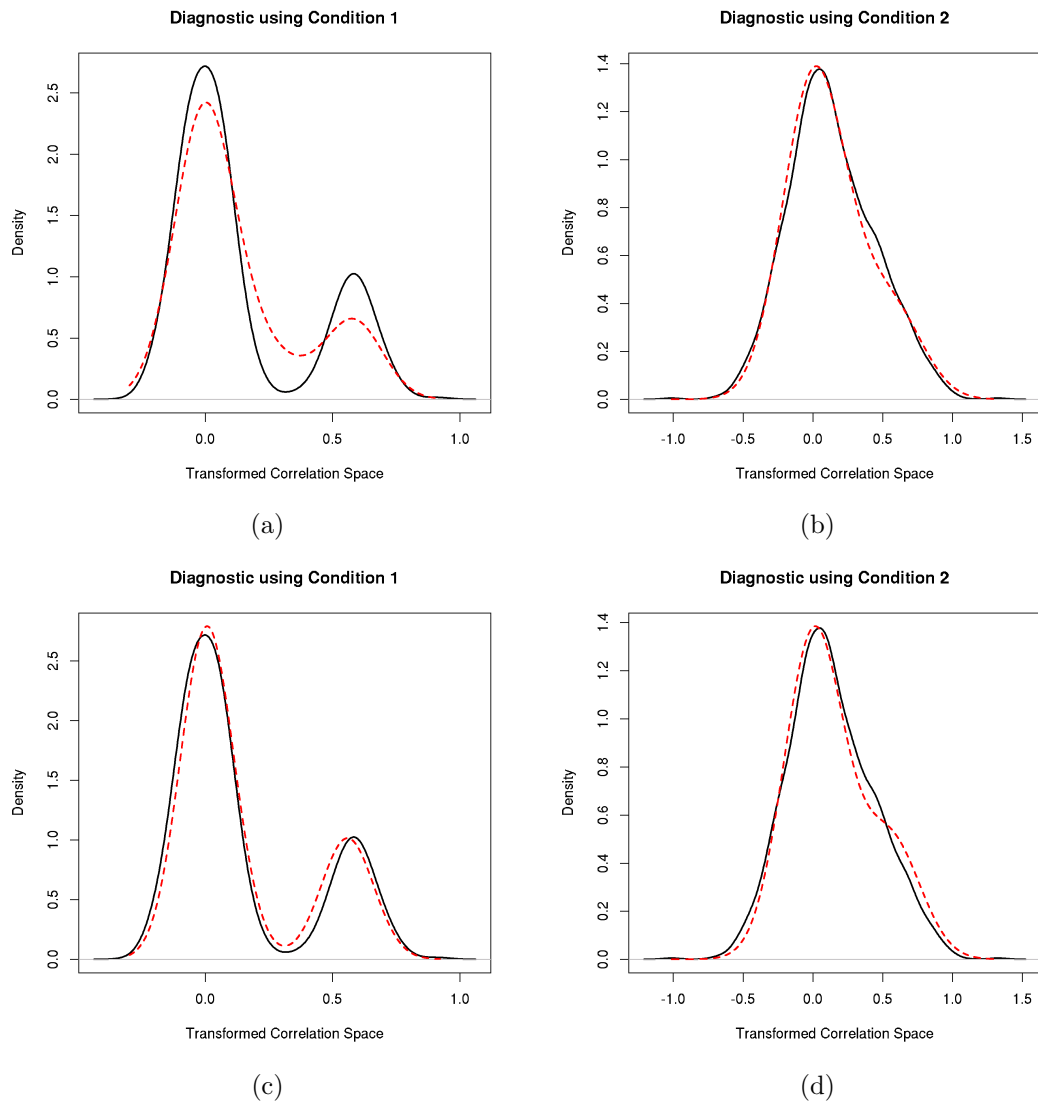 Diagnostic using Condition 1
Density
0.0 0.5 1.0 1.5 2.0 2.5
0.0 0.5 1.0
Transformed Correlation Space
(a)
Diagnostic using Condition 2
Density
0.0 0.2 0.4 0.6 0.8 1.0 1.2 1.4
-1.0 -0.5 0.0 0.5 1.0 1.5
Transformed Correlation Space
(b)
Diagnostic using Condition 1
Density
0.0 0.5 1.0 1.5 2.0 2.5
0.0 0.5 1.0
Transformed Correlation Space
(c)
Diagnostic using Condition 2
Density
0.0 0.2 0.4 0.6 0.8 1.0 1.2 1.4
-1.0 -0.5 0.0 0.5 1.0 1.5
Transformed Correlation Space
(d)